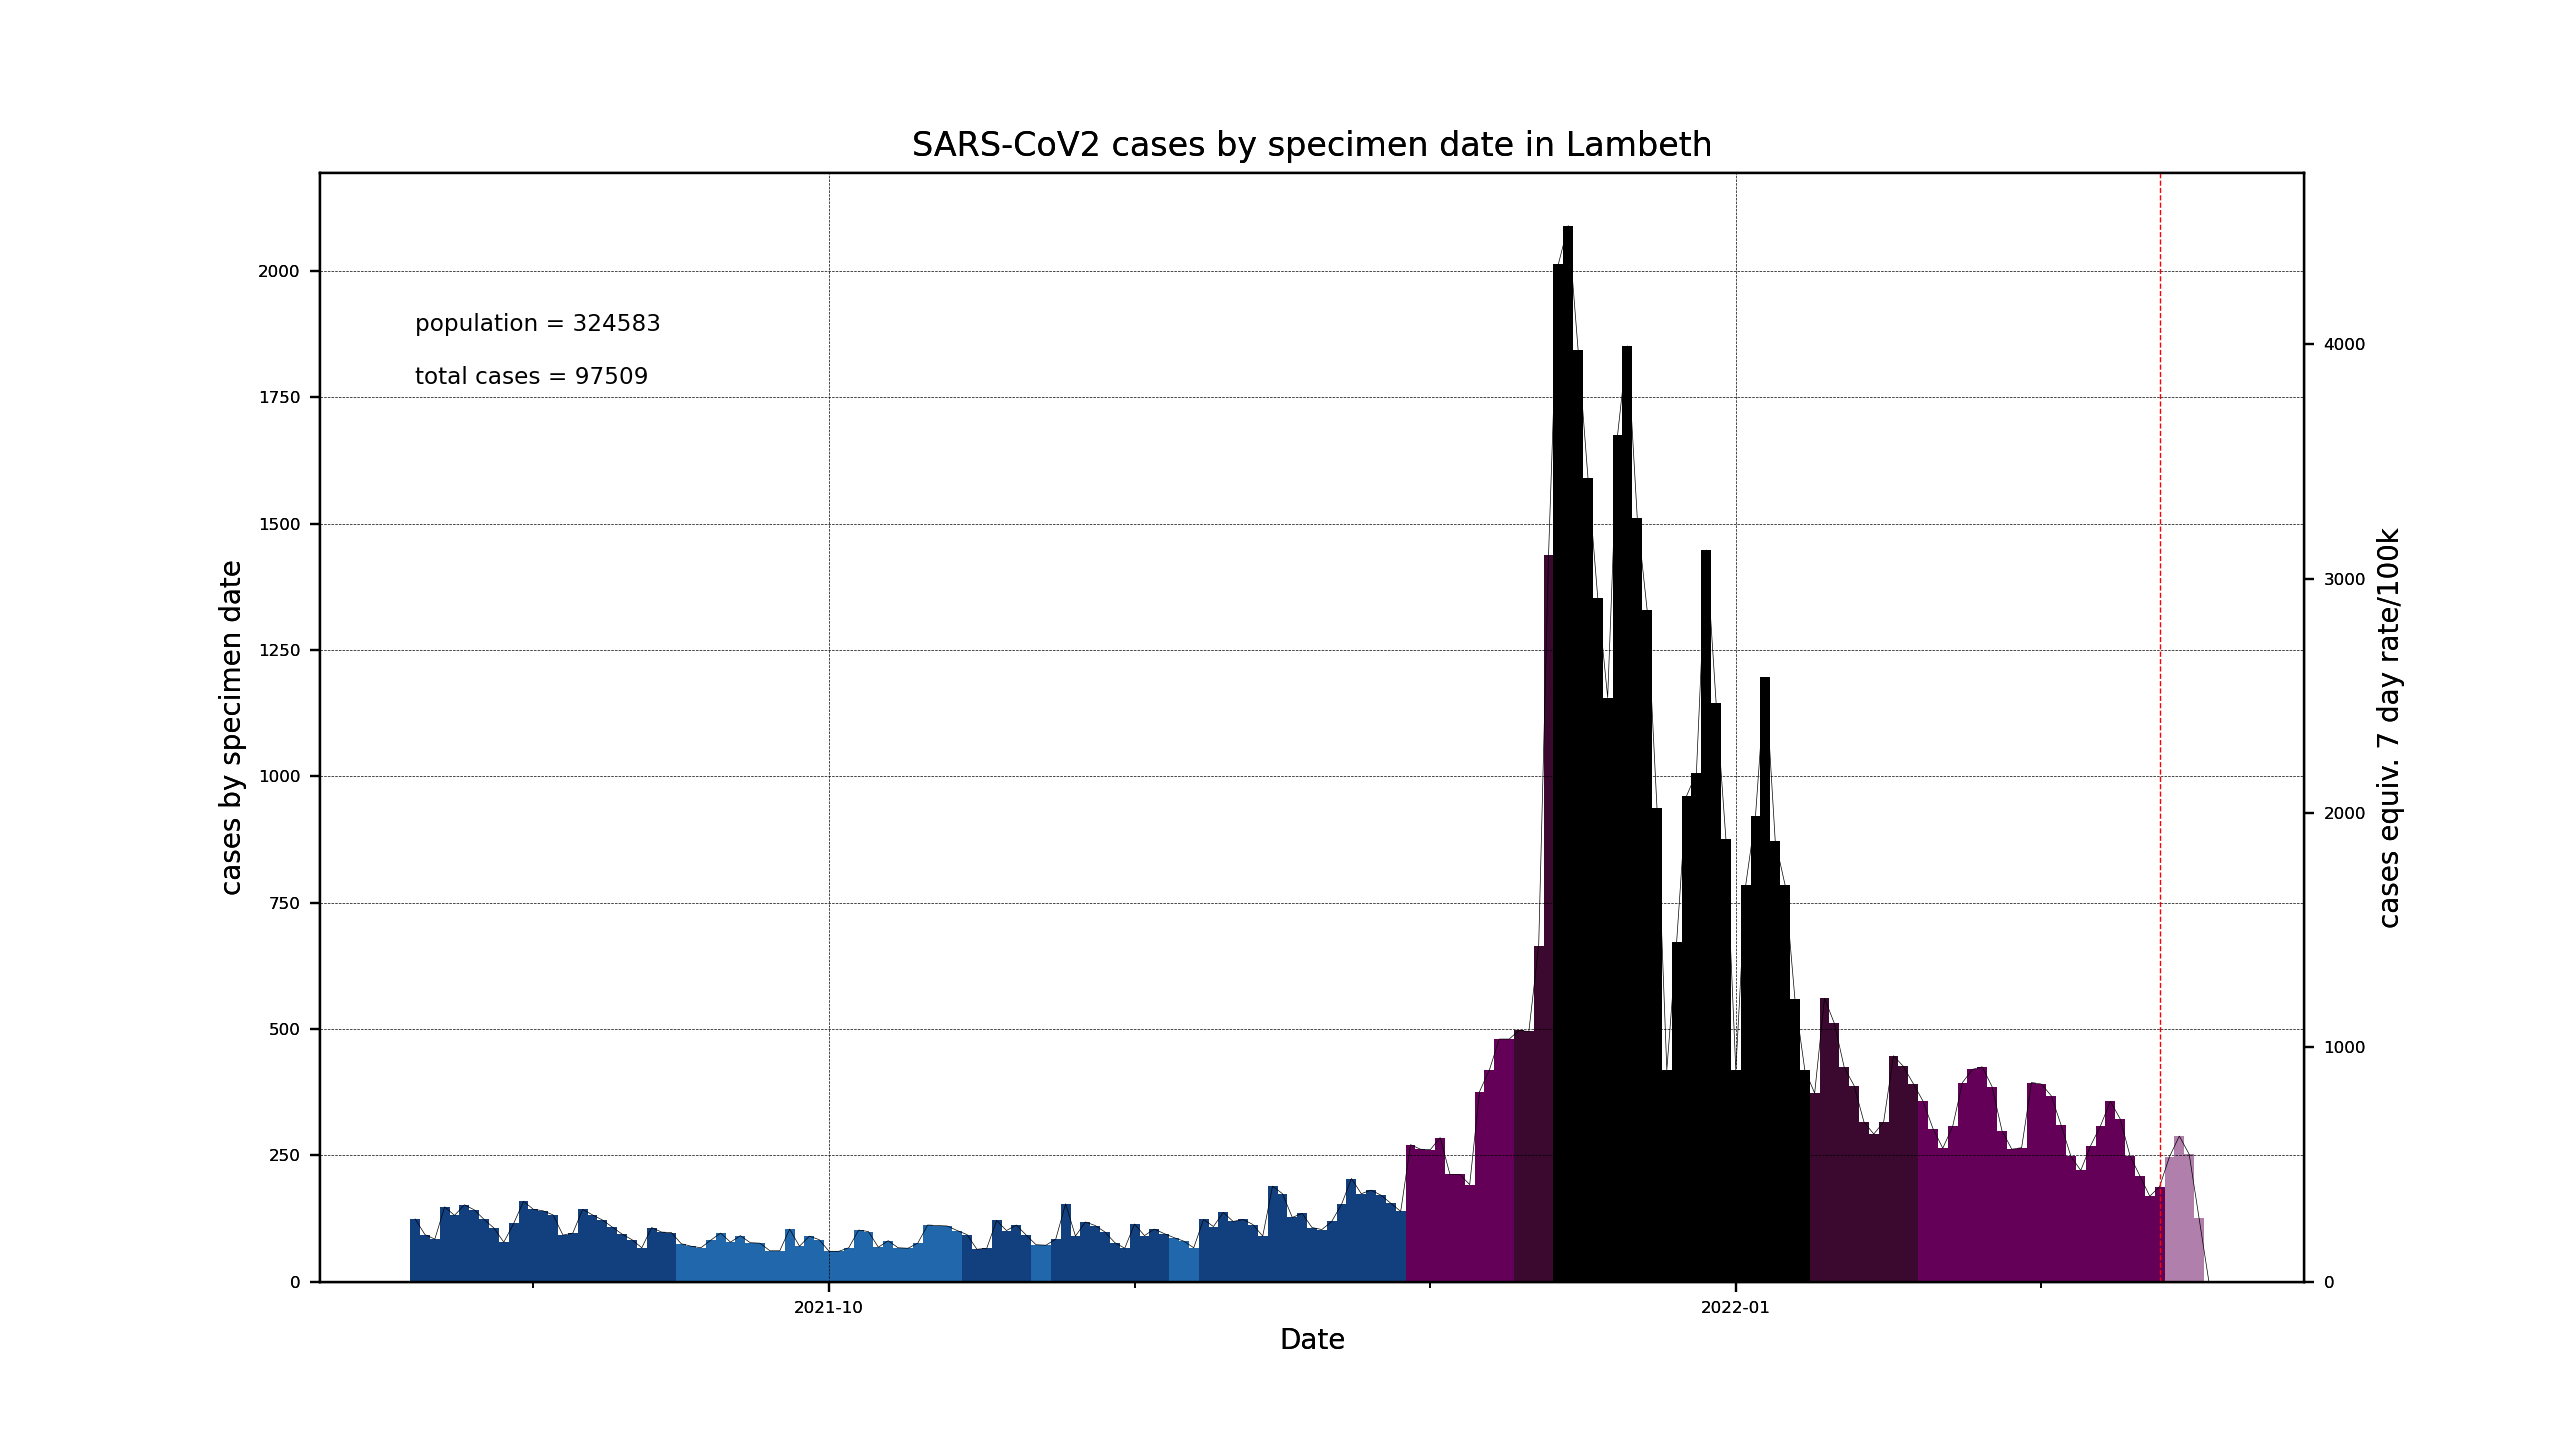 SARS-CoV2 cases by specimen date in Lambeth
population = 324583
total cases = 97509
cases by specimen date
2000
1750
1500
1250
1000
750
500
250
0
4000
3000
2000
1000
0
cases equiv. 7 day rate/100k
2021-10
2022-01
Date